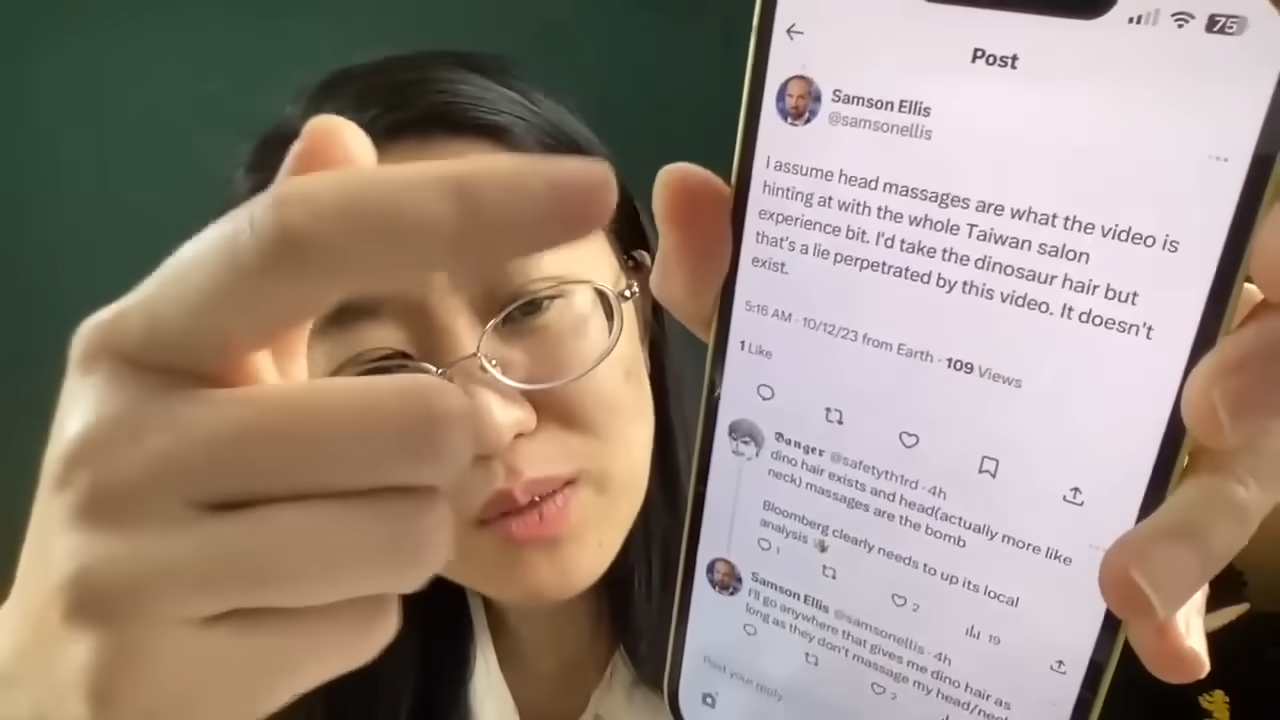 75
Post
Samson Ellis
@samsonellis
I assume head massages are what the video is
hinting at with the whole Taiwan salon
experience bit. I'd take the dinosaur hair but
that's a lie perpetrated by this video. It doesn't
exist.
5:16 AM · 10/12/23 from Earth · 109 Views
1 Like
𝕯anger @safetyth1rd · 4h
dino hair exists and head(actually more like
neck) massages are the bomb
Bloomberg clearly needs to up its local
analysis
1
2
19
Samson Ellis @samsonellis · 4h
I'll go anywhere that gives me dino hair as
long as they don't massage my head/neck
2
Post your reply